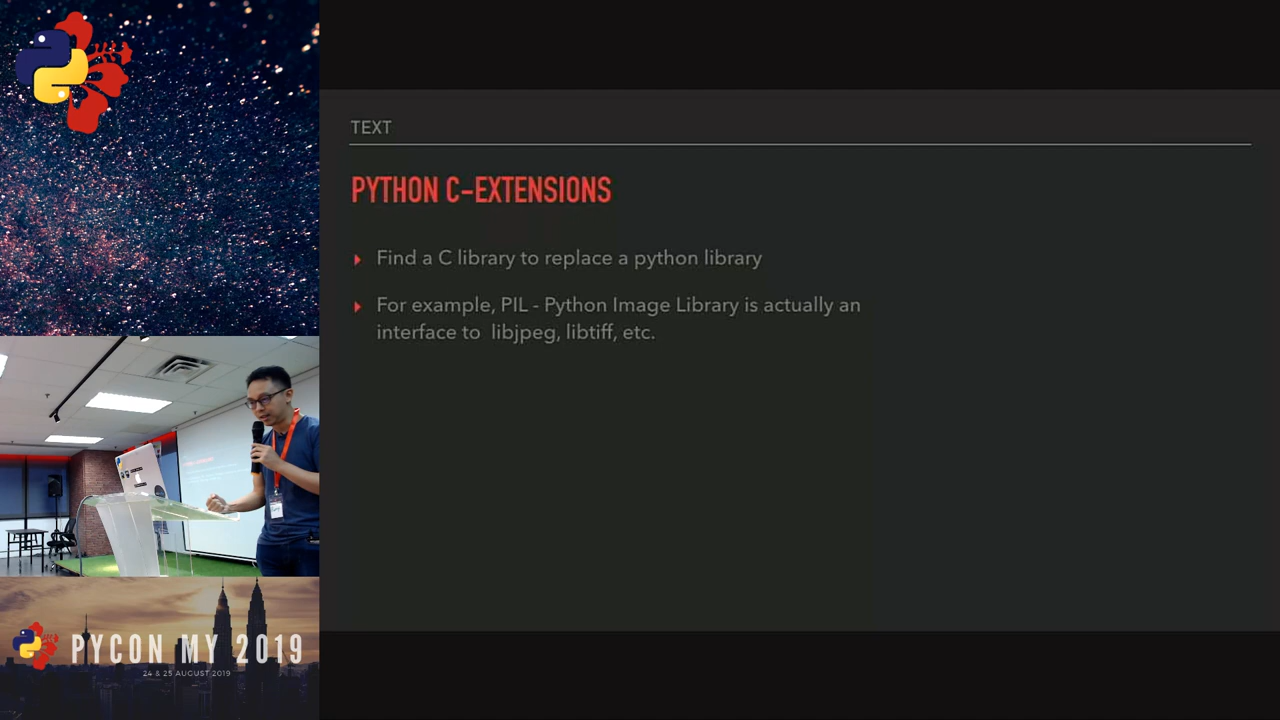 TEXT
PYTHON C-EXTENSIONS
Find a C library to replace a python library
For example, PIL - Python Image Library is actually an
interface to libjpeg, libtiff, etc.
PYCON MY 2019
24 & 25 AUGUST 2019